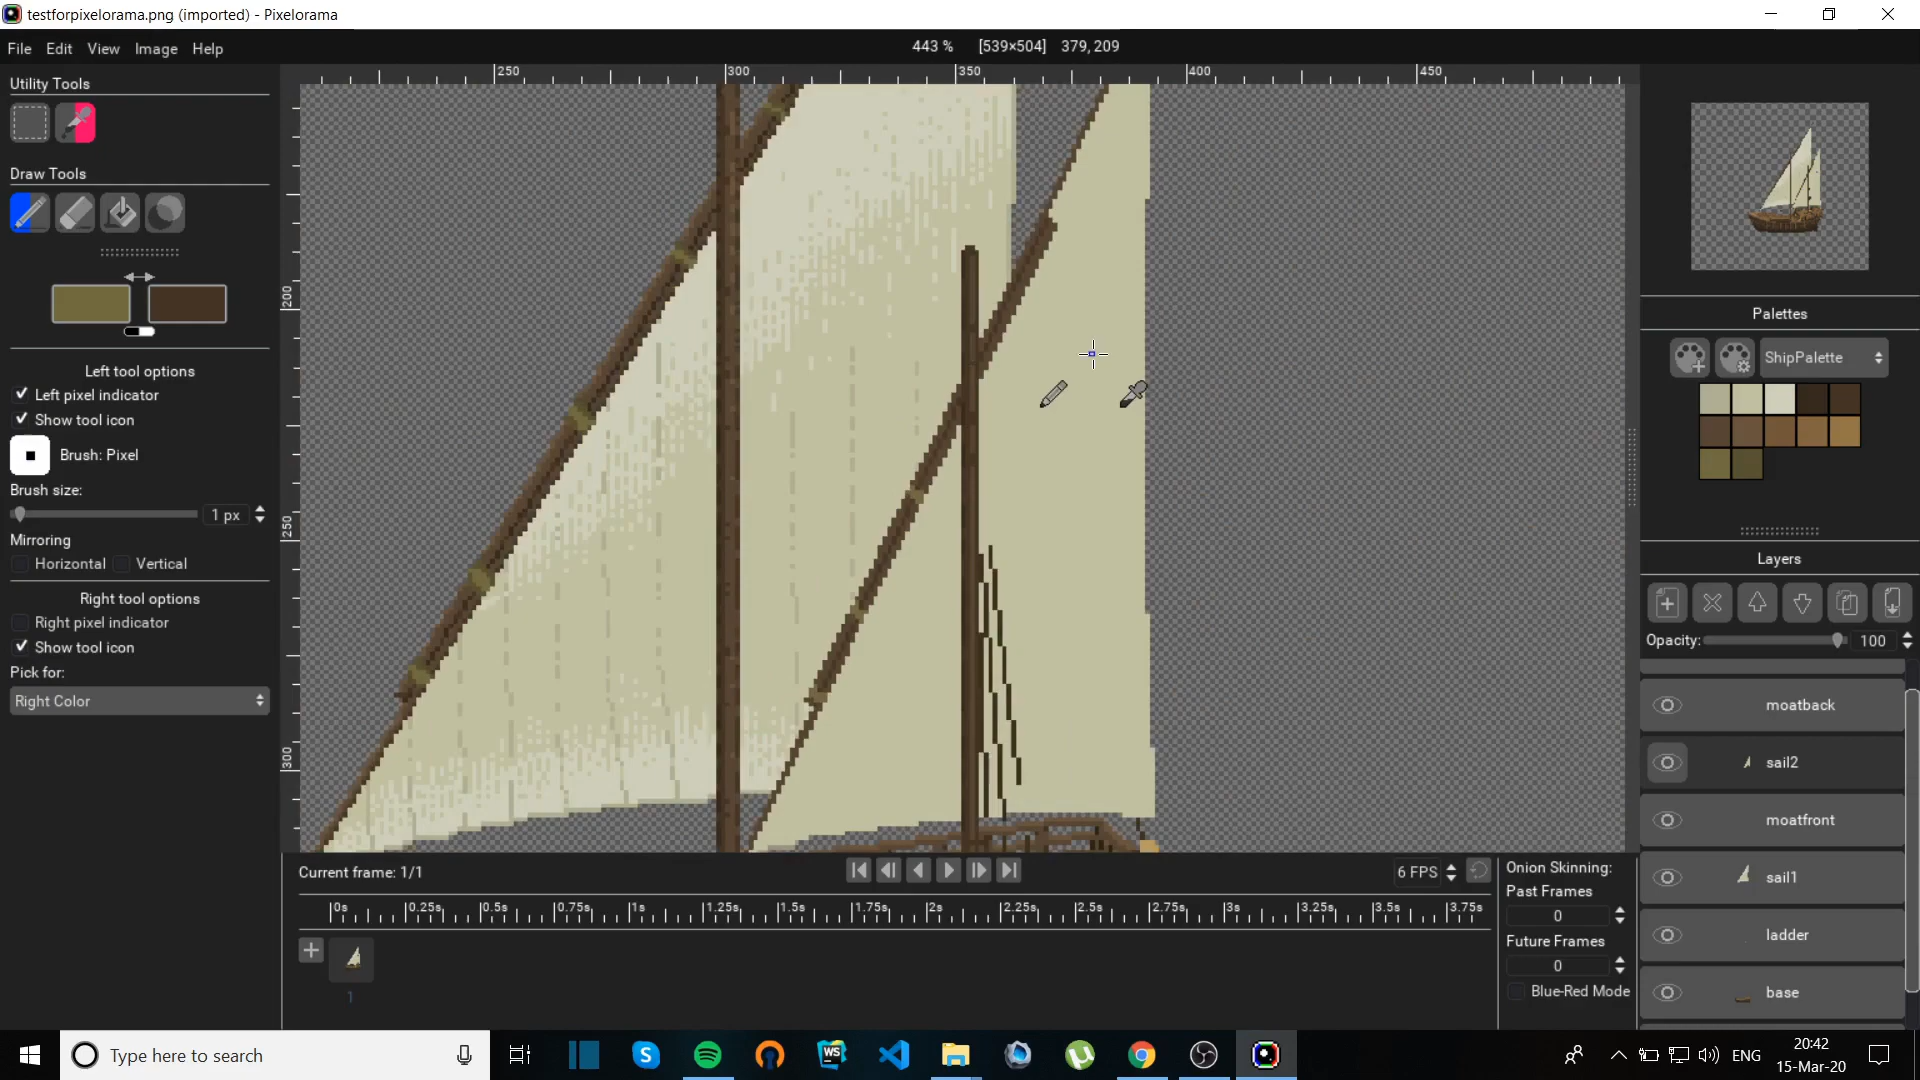 testforpixelorama.png (imported) - Pixelorama
File Edit View Image Help
443 % [539×504] 379, 209
Utility Tools
Draw Tools
Left tool options
Left pixel indicator
Show tool icon
Brush: Pixel
Brush size:
1 px
Mirroring
Horizontal Vertical
Right tool options
Right pixel indicator
Show tool icon
Pick for:
Right Color
250 300 350 400 450
200
250
300
Palettes
ShipPalette
Layers
Opacity: 100
moatback
sail2
moatfront
sail1
ladder
base
Current frame: 1/1
6 FPS
0s 0.25s 0.5s 0.75s 1s 1.25s 1.5s 1.75s 2s 2.25s 2.5s 2.75s 3s 3.25s 3.5s 3.75s
1
Onion Skinning:
Past Frames
0
Future Frames
0
Blue-Red Mode
Type here to search
WS
ENG
20:42
15-Mar-20